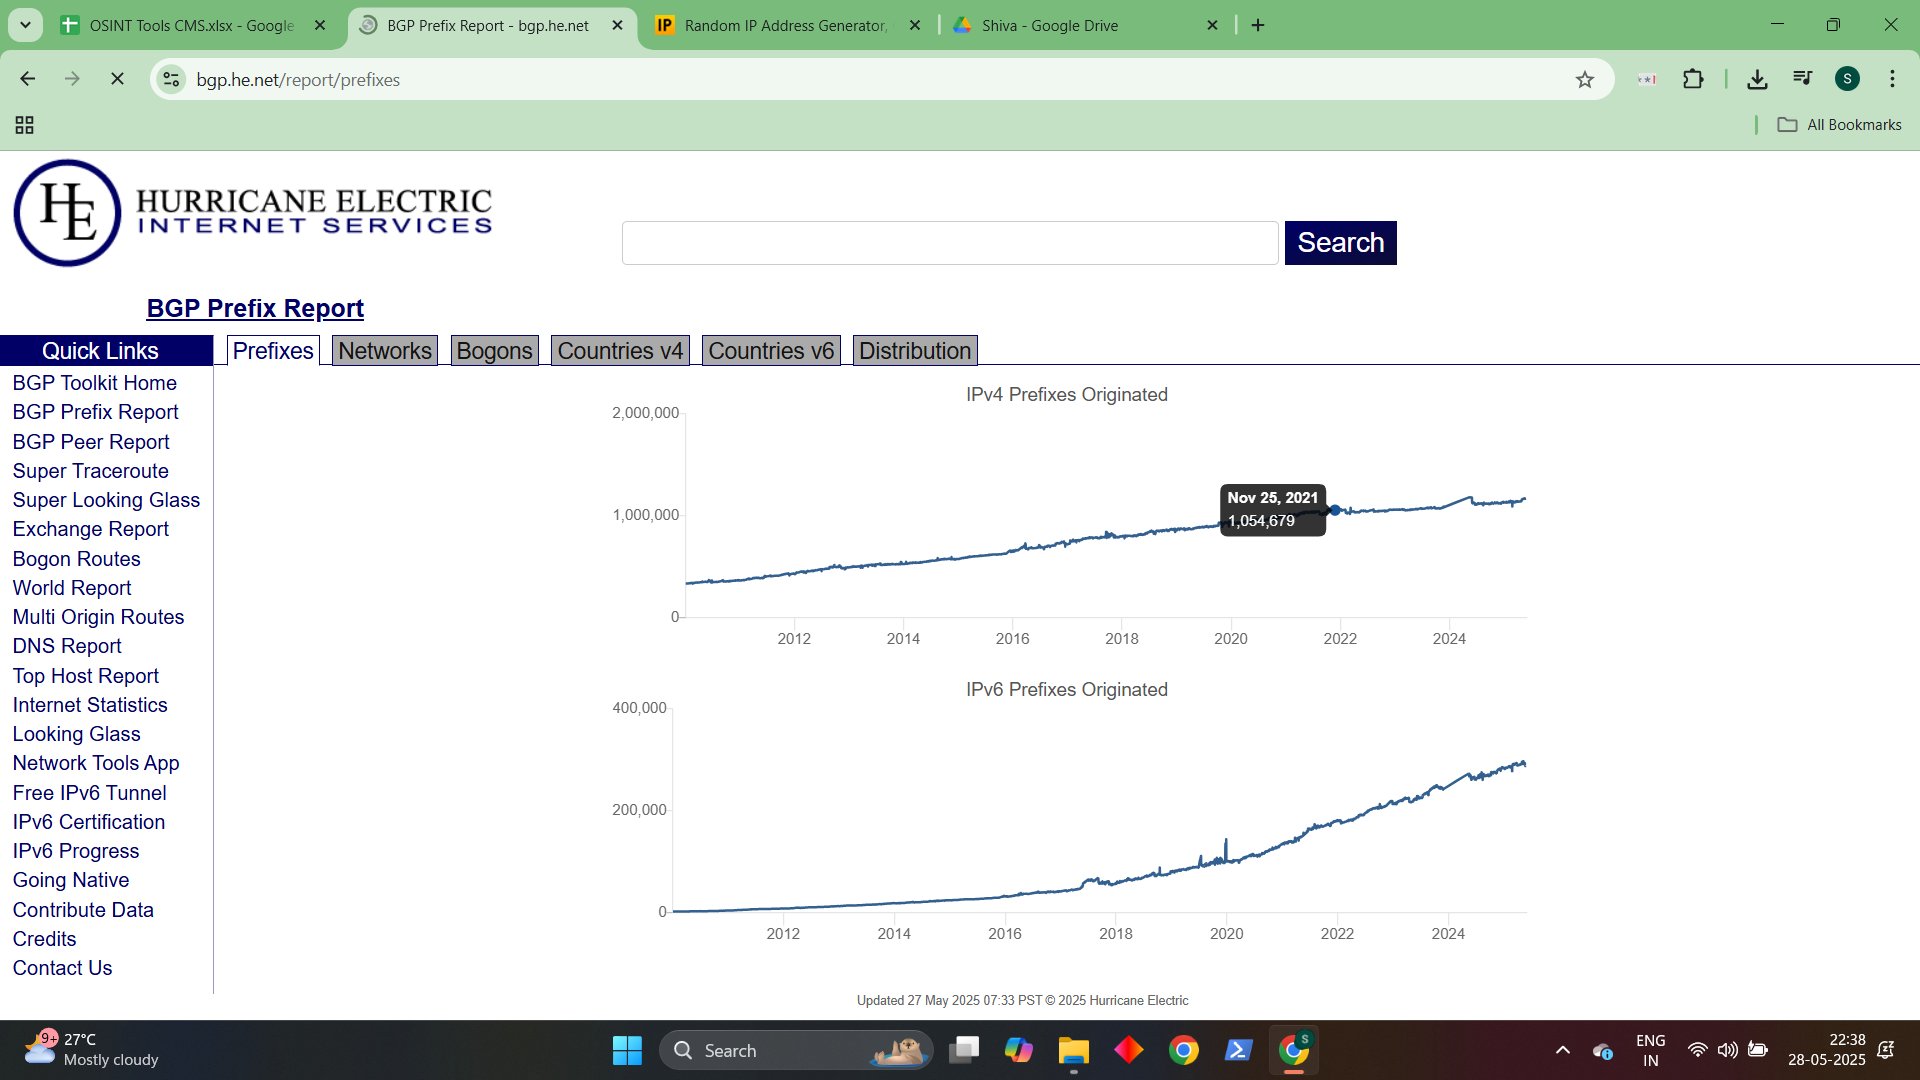 OSINT Tools CMS.xlsx - Google
BGP Prefix Report - bgp.he.net
IP Random IP Address Generator,
Shiva - Google Drive
bgp.he.net/report/prefixes
S
All Bookmarks
HE HURRICANE ELECTRIC
INTERNET SERVICES
Search
BGP Prefix Report
Quick Links
Prefixes Networks Bogons Countries v4 Countries v6 Distribution
BGP Toolkit Home
BGP Prefix Report
BGP Peer Report
Super Traceroute
Super Looking Glass
Exchange Report
Bogon Routes
World Report
Multi Origin Routes
DNS Report
Top Host Report
Internet Statistics
Looking Glass
Network Tools App
Free IPv6 Tunnel
IPv6 Certification
IPv6 Progress
Going Native
Contribute Data
Credits
Contact Us
IPv4 Prefixes Originated
2,000,000
1,000,000
0
Nov 25, 2021
1,054,679
2012 2014 2016 2018 2020 2022 2024
IPv6 Prefixes Originated
400,000
200,000
0
2012 2014 2016 2018 2020 2022 2024
Updated 27 May 2025 07:33 PST © 2025 Hurricane Electric
9+
27°C
Mostly cloudy
Search
S
ENG
IN
22:38
28-05-2025